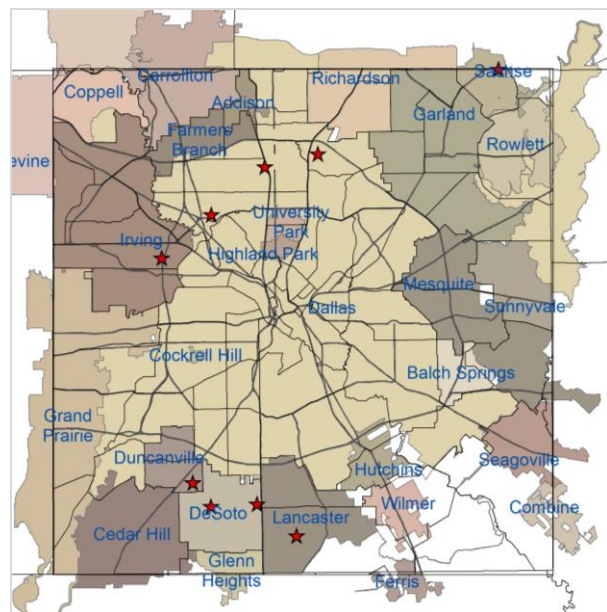 Carrollton
Coppell
Richardson
Sachse
Addison
Garland
Farmers
Branch
Rowlett
evine
University
Park
Irving
Highland Park
Mesquite
Sunnyvale
Dallas
Cockrell Hill
Balch Springs
Grand
Prairie
Duncanville
Hutchins
Seagoville
Wilmer
Combine
DeSoto
Lancaster
Cedar Hill
Glenn
Heights
Ferris